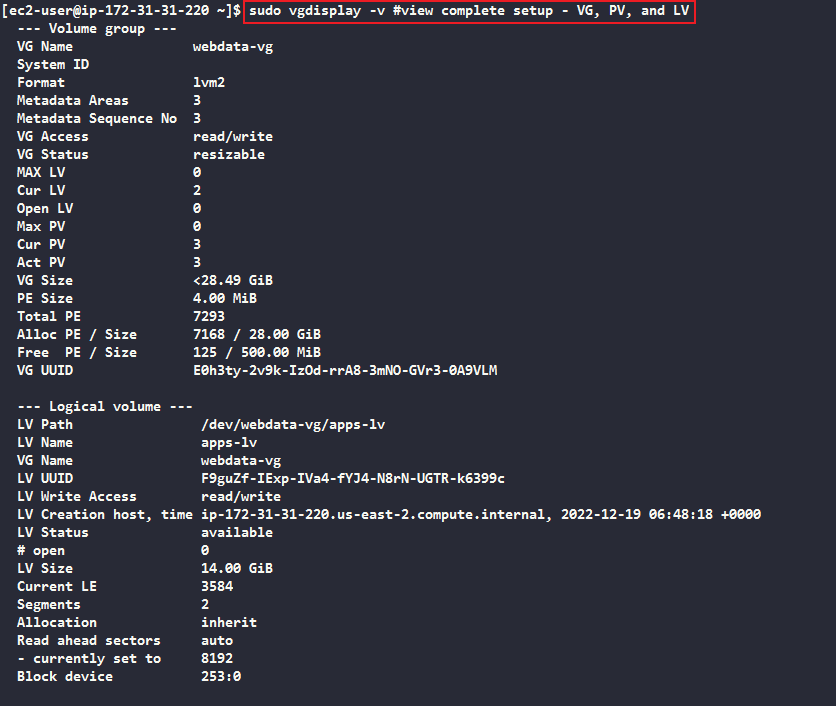 [ec2-user@ip-172-31-31-220 ~]$ sudo vgdisplay -v #view complete setup - VG, PV, and LV
--- Volume group ---
VG Name               webdata-vg
System ID
Format                lvm2
Metadata Areas        3
Metadata Sequence No  3
VG Access             read/write
VG Status             resizable
MAX LV                0
Cur LV                2
Open LV               0
Max PV                0
Cur PV                3
Act PV                3
VG Size               <28.49 GiB
PE Size               4.00 MiB
Total PE              7293
Alloc PE / Size       7168 / 28.00 GiB
Free  PE / Size       125 / 500.00 MiB
VG UUID               E0h3ty-2v9k-IzOd-rrA8-3mNO-GVr3-0A9VLM
--- Logical volume ---
LV Path                /dev/webdata-vg/apps-lv
LV Name                apps-lv
VG Name                webdata-vg
LV UUID                F9guZf-IExp-IVa4-fYJ4-N8rN-UGTR-k6399c
LV Write Access        read/write
LV Creation host, time ip-172-31-31-220.us-east-2.compute.internal, 2022-12-19 06:48:18 +0000
LV Status              available
# open                 0
LV Size                14.00 GiB
Current LE             3584
Segments               2
Allocation             inherit
Read ahead sectors     auto
- currently set to     8192
Block device           253:0